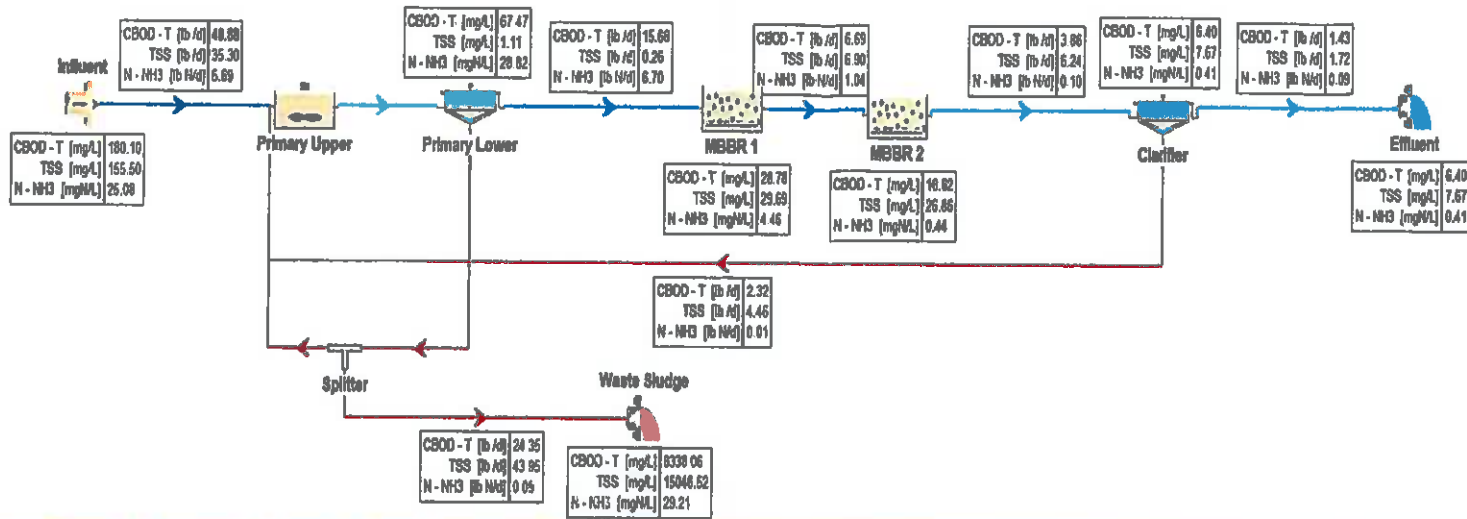 CBOD - T [lb /d] 40.88
TSS [lb /d] 35.30
N - NH3 [lb N/d] 5.69
CBOD - T [mg/L] 67.47
TSS [mg/L] 1.11
N - NH3 [mgN/L] 28.82
CBOD - T [lb /d] 15.68
TSS [lb /d] 0.26
N - NH3 [lb N/d] 6.70
CBOD - T [lb /d] 6.69
TSS [lb /d] 6.90
N - NH3 [lb N/d] 1.04
CBOD - T [lb /d] 3.86
TSS [lb /d] 6.24
N - NH3 [lb N/d] 0.10
CBOD - T [mg/L] 6.40
TSS [mg/L] 7.67
N - NH3 [mgN/L] 0.41
CBOD - T [lb /d] 1.43
TSS [lb /d] 1.72
N - NH3 [lb N/d] 0.09
Influent
Primary Upper
Primary Lower
MBBR 1
MBBR 2
Clarifier
Effluent
CBOD - T [mg/L] 180.10
TSS [mg/L] 155.50
N - NH3 [mgN/L] 25.08
CBOD - T [mg/L] 28.78
TSS [mg/L] 29.69
N - NH3 [mgN/L] 4.46
CBOD - T [mg/L] 16.62
TSS [mg/L] 26.86
N - NH3 [mgN/L] 0.44
CBOD - T [mg/L] 6.40
TSS [mg/L] 7.67
N - NH3 [mgN/L] 0.41
CBOD - T [lb /d] 2.32
TSS [lb /d] 4.46
N - NH3 [lb N/d] 0.01
Splitter
Waste Sludge
CBOD - T [lb /d] 24.35
TSS [lb /d] 43.95
N - NH3 [lb N/d] 0.09
CBOD - T [mg/L] 8338.06
TSS [mg/L] 15046.52
N - NH3 [mgN/L] 29.21